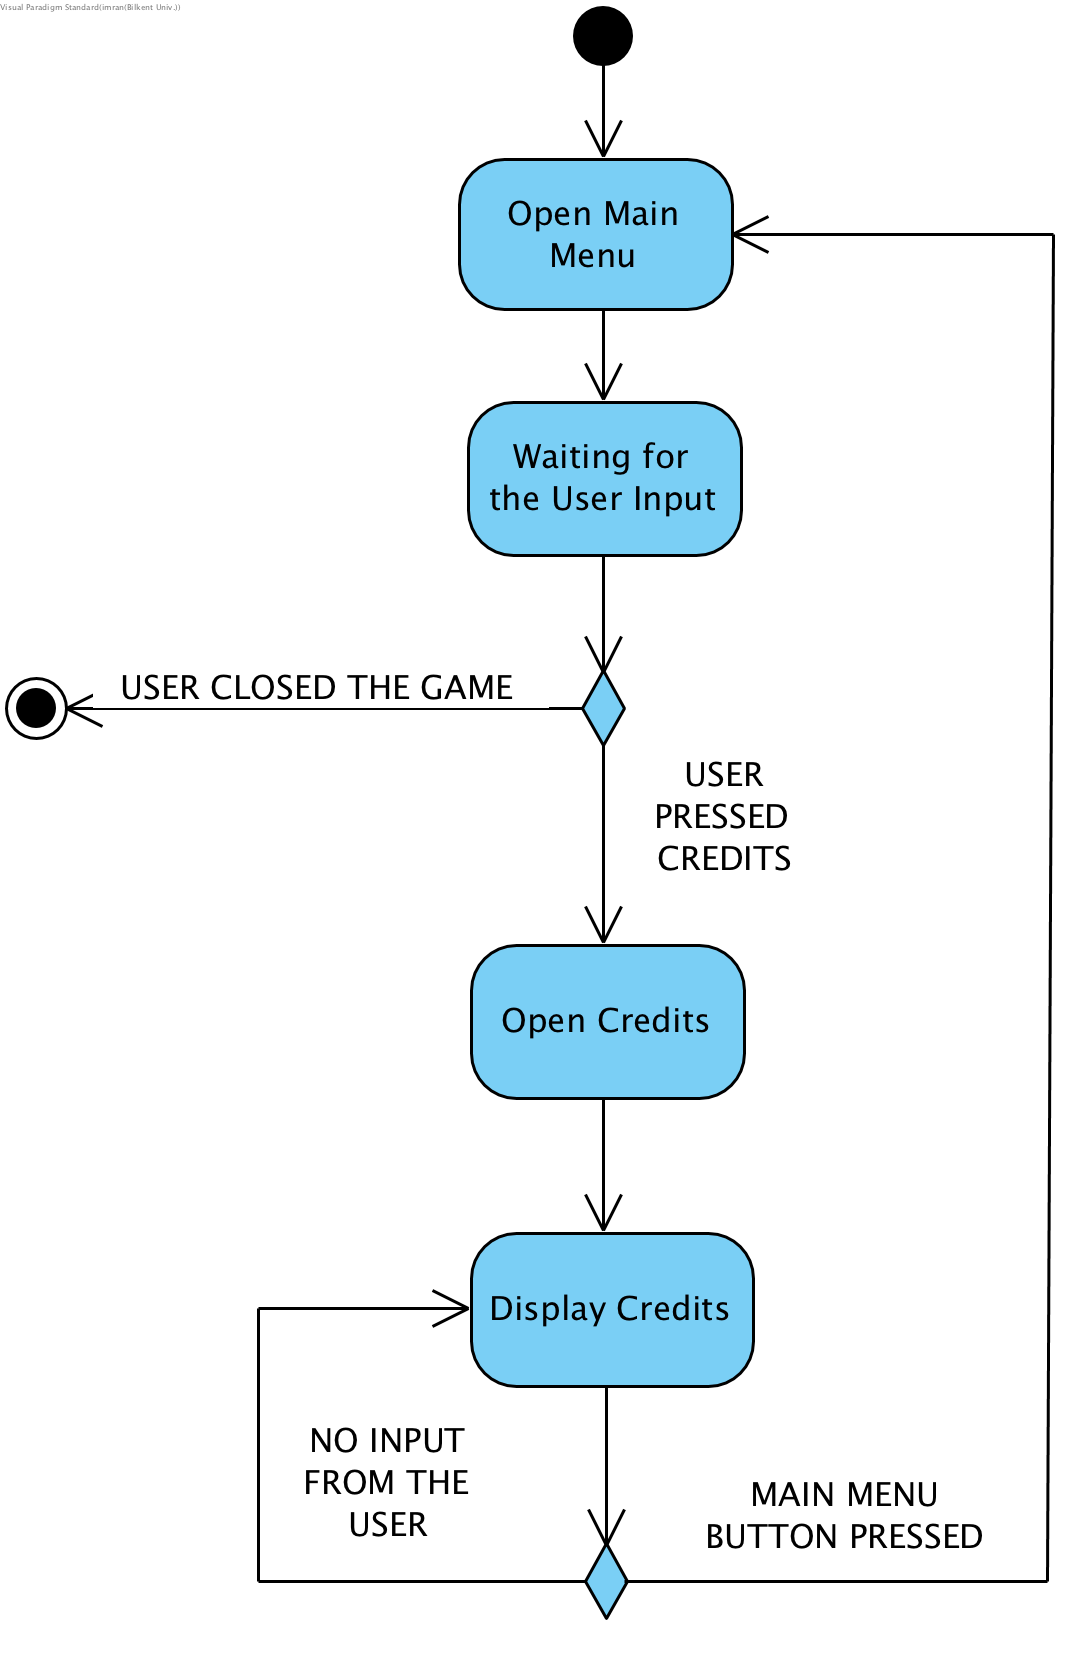 Visual Paradigm Standard(imran(Bilkent Univ.))
Open Main
Menu
Waiting for
the User Input
USER CLOSED THE GAME
USER
PRESSED
CREDITS
Open Credits
Display Credits
NO INPUT
FROM THE
USER
MAIN MENU
BUTTON PRESSED